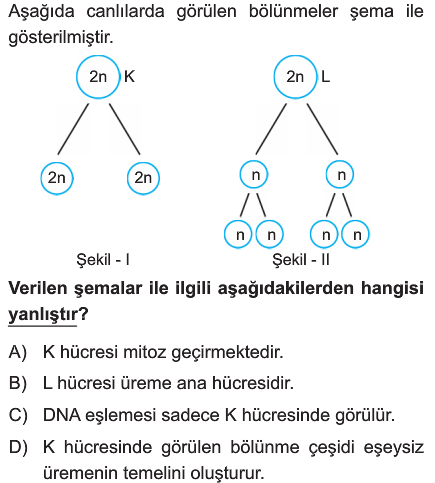 Aşağıda canlılarda görülen bölünmeler şema ile
gösterilmiştir.
2n K
2n L
2n 2n
n n
n n n n
Şekil - I
Şekil - II
Verilen şemalar ile ilgili aşağıdakilerden hangisi
yanlıştır?
A) K hücresi mitoz geçirmektedir.
B) L hücresi üreme ana hücresidir.
C) DNA eşlemesi sadece K hücresinde görülür.
D) K hücresinde görülen bölünme çeşidi eşeysiz
üremenin temelini oluşturur.